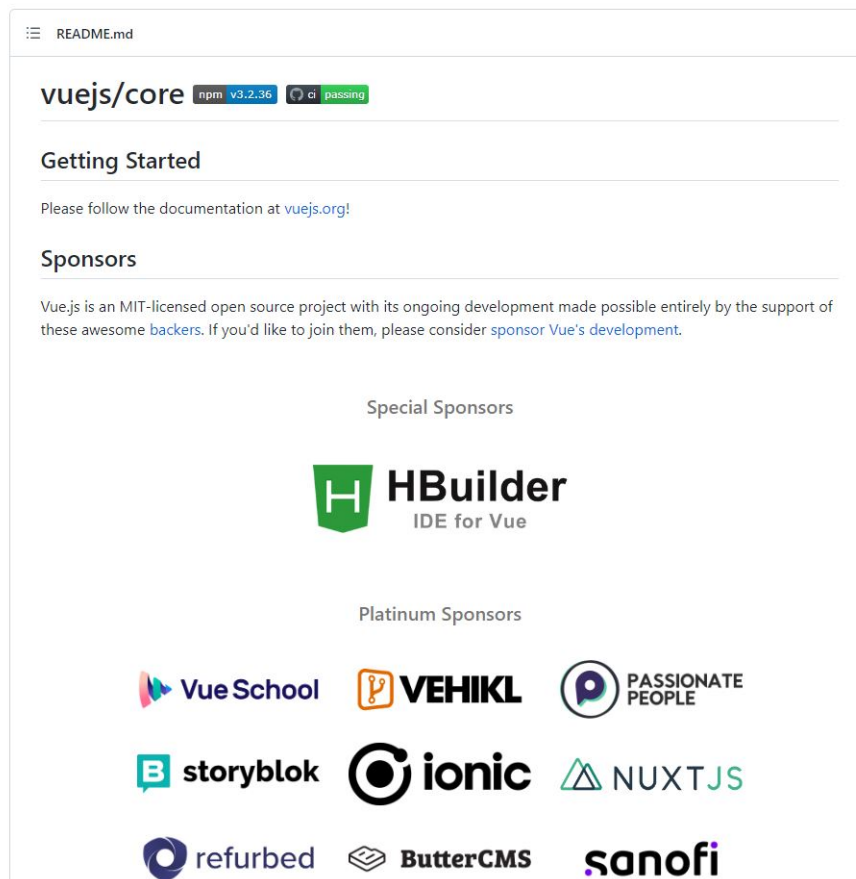 README.md
vuejs/core npm v3.2.36 ci passing
Getting Started
Please follow the documentation at vuejs.org!
Sponsors
Vue.js is an MIT-licensed open source project with its ongoing development made possible entirely by the support of
these awesome backers. If you'd like to join them, please consider sponsor Vue's development.
Special Sponsors
H HBuilder
IDE for Vue
Platinum Sponsors
Vue School VEHIKL PASSIONATE PEOPLE
B storyblok ionic NUXTJS
refurbed ButterCMS sanofi